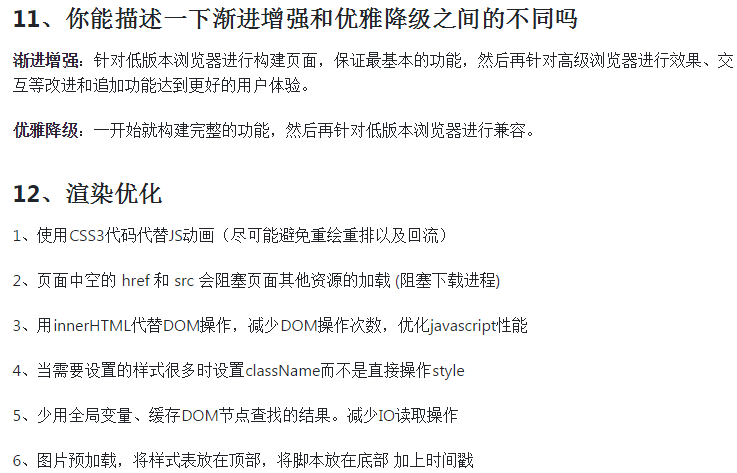 11、你能描述一下渐进增强和优雅降级之间的不同吗
渐进增强：针对低版本浏览器进行构建页面，保证最基本的功能，然后再针对高级浏览器进行效果、交
互等改进和追加功能达到更好的用户体验。
优雅降级：一开始就构建完整的功能，然后再针对低版本浏览器进行兼容。
12、渲染优化
1、使用CSS3代码代替JS动画（尽可能避免重绘重排以及回流）
2、页面中空的 href 和 src 会阻塞页面其他资源的加载 (阻塞下载进程)
3、用innerHTML代替DOM操作，减少DOM操作次数，优化javascript性能
4、当需要设置的样式很多时设置className而不是直接操作style
5、少用全局变量、缓存DOM节点查找的结果。减少IO读取操作
6、图片预加载，将样式表放在顶部，将脚本放在底部 加上时间戳